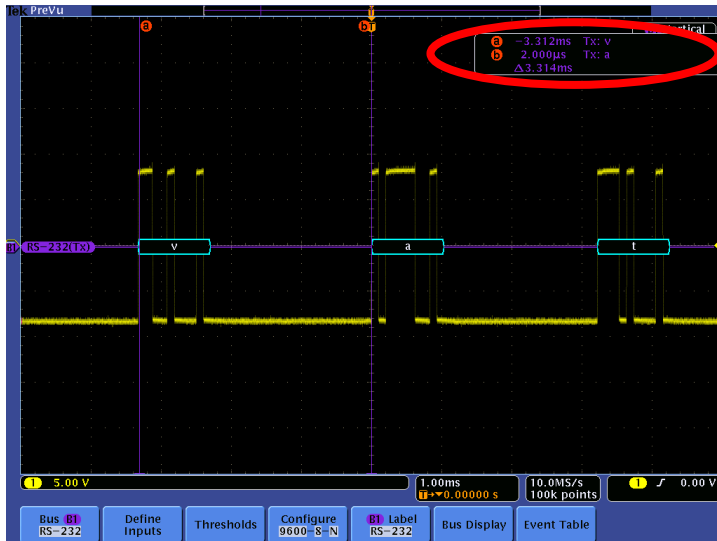 Tek PreVu
a
b T
T
ertical
a −3.312ms Tx: v
b 2.000µs Tx: a
Δ3.314ms
B1 RS−232(Tx) v a t
1 5.00 V
1.00ms
T→▼0.00000 s
10.0MS/s
100k points
1 0.00 V
Bus B1
RS−232
Define
Inputs
Thresholds
Configure
9600−8−N
B1 Label
RS−232
Bus Display
Event Table